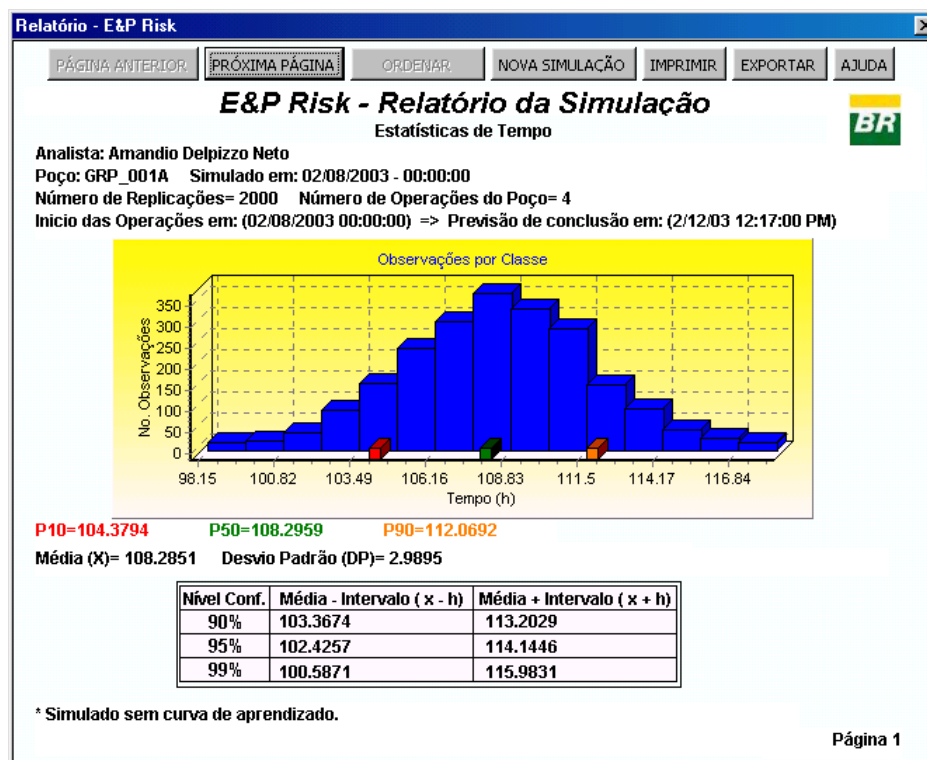 Relatório - E&P Risk
PÁGINA ANTERIOR PRÓXIMA PÁGINA ORDENAR NOVA SIMULAÇÃO IMPRIMIR EXPORTAR AJUDA
E&P Risk - Relatório da Simulação
Estatísticas de Tempo
BR
Analista: Amandio Delpizzo Neto
Poço: GRP_001A Simulado em: 02/08/2003 - 00:00:00
Número de Replicações= 2000 Número de Operações do Poço= 4
Inicio das Operações em: (02/08/2003 00:00:00) => Previsão de conclusão em: (2/12/03 12:17:00 PM)
Observações por Classe
No. Observações
350
300
250
200
150
100
50
0
98.15 100.82 103.49 106.16 108.83 111.5 114.17 116.84
Tempo (h)
P10=104.3794 P50=108.2959 P90=112.0692
Média (X)= 108.2851 Desvio Padrão (DP)= 2.9895
Nível Conf. Média - Intervalo ( x - h) Média + Intervalo ( x + h)
90% 103.3674 113.2029
95% 102.4257 114.1446
99% 100.5871 115.9831
* Simulado sem curva de aprendizado.
Página 1